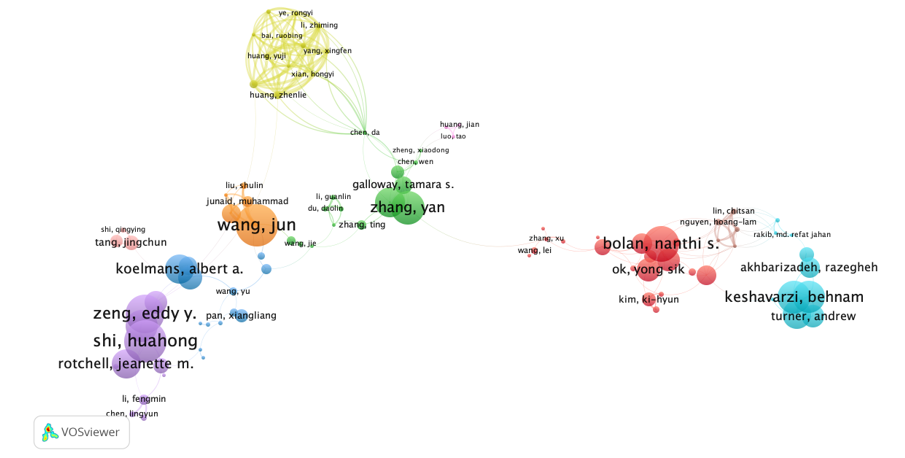 ye, rongyi
li, zhiming
bai, ruobing
yang, xingfen
huang, yuji
xian, hongyi
huang, zhenlie
chen, da
huang, jian
luo, tao
zheng, xiaodong
chen, wen
galloway, tamara s.
zhang, yan
liu, shulin
junaid, muhammad
wang, jun
li, guanlin
du, daolin
zhang, ting
wang, jie
shi, qingying
tang, jingchun
koelmans, albert a.
wang, yu
pan, xiangliang
zeng, eddy y.
shi, huahong
rotchell, jeanette m.
li, fengmin
chen, lingyun
zhang, xu
wang, lei
bolan, nanthi s.
ok, yong sik
kim, ki-hyun
lin, chitsan
nguyen, hoang-lam
rakib, md. refat jahan
akhbarizadeh, razegheh
keshavarzi, behnam
turner, andrew
VOSviewer